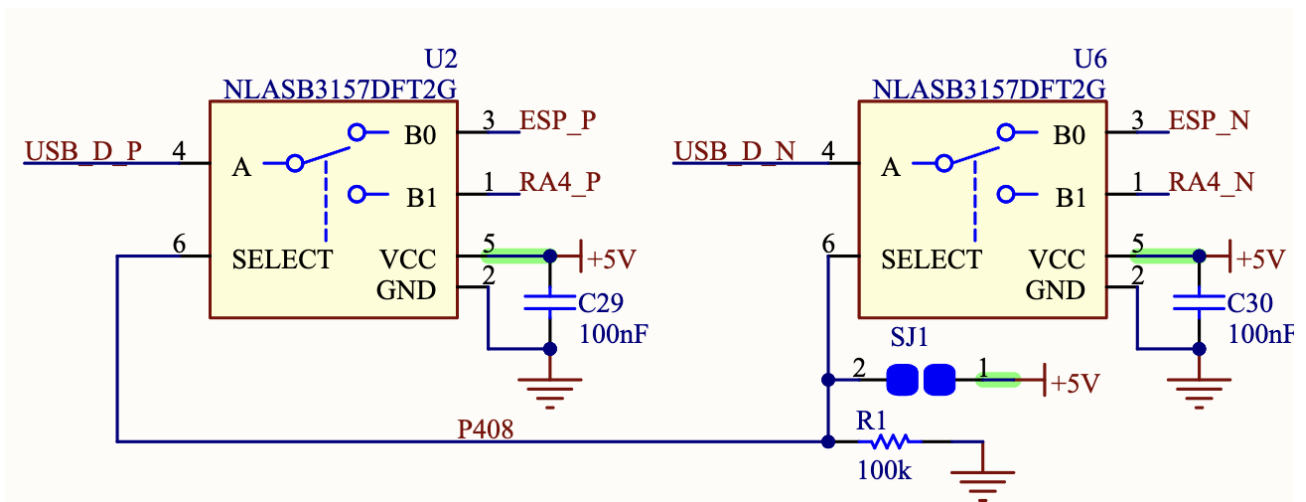 U2
NLASB3157DFT2G
USB_D_P
4
A
B0
3
ESP_P
B1
1
RA4_P
6
SELECT
VCC
5
+5V
GND
2
C29
100nF
U6
NLASB3157DFT2G
USB_D_N
4
A
B0
3
ESP_N
B1
1
RA4_N
6
SELECT
VCC
5
+5V
GND
2
C30
100nF
SJ1
2
1
+5V
P408
R1
100k